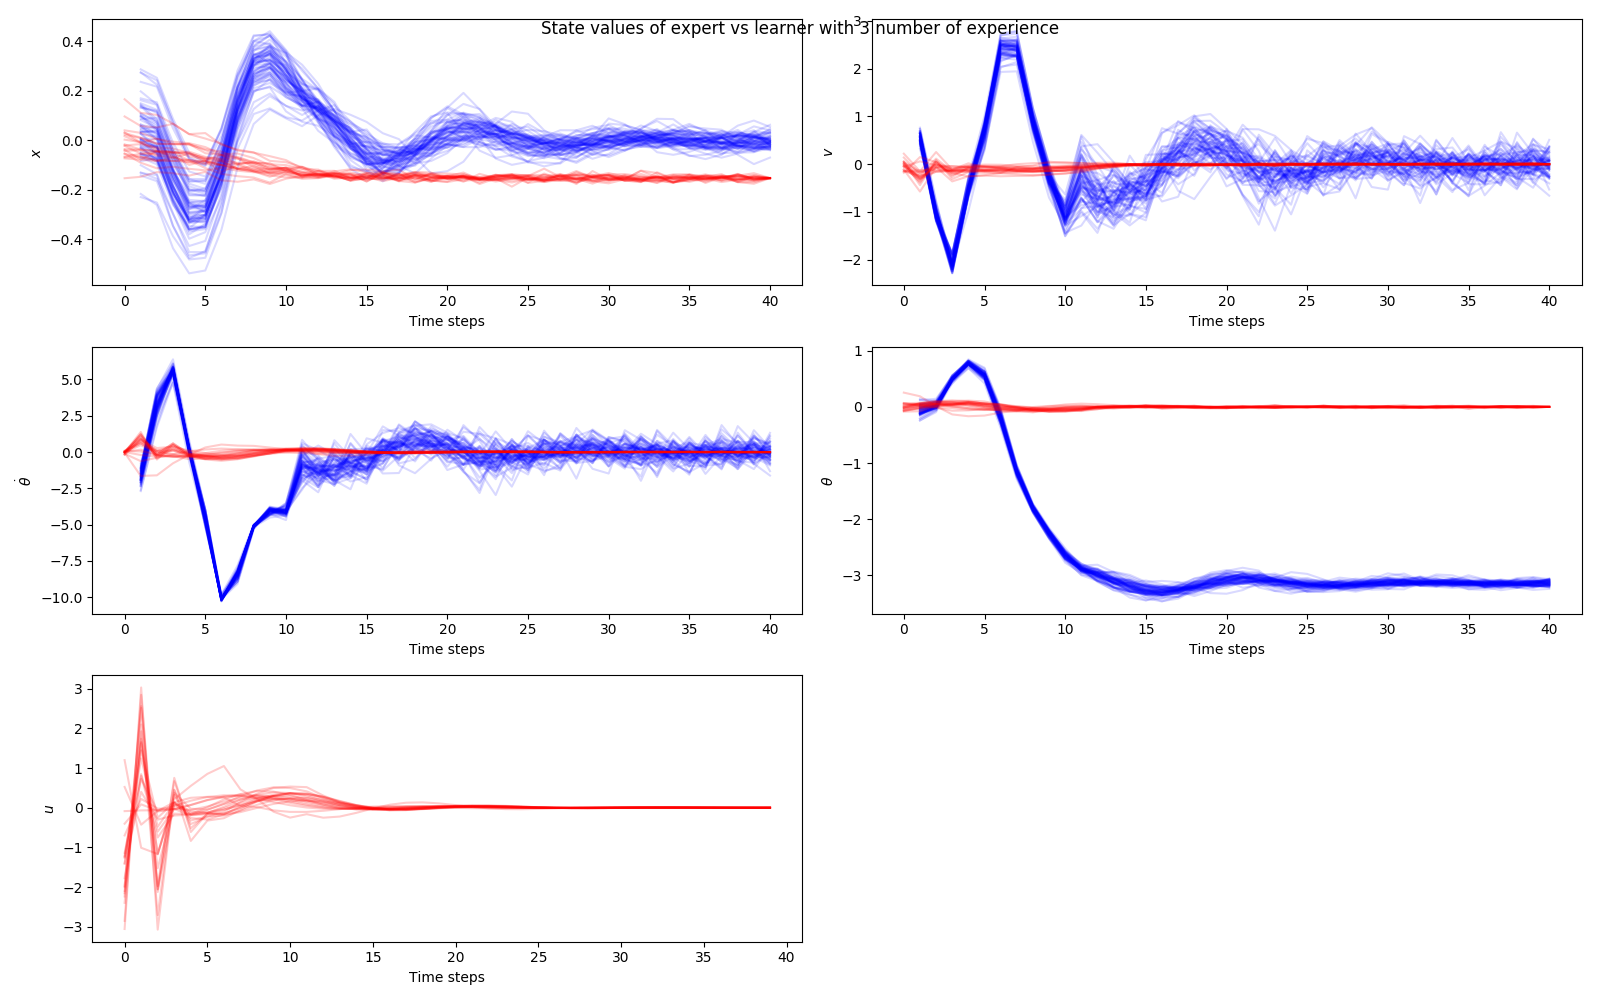 State values of expert vs learner with 3 number of experience
0.4
0.2
0.0
−0.2
−0.4
x
0 5 10 15 20 25 30 35 40
Time steps
3
2
1
0
−1
−2
v
0 5 10 15 20 25 30 35 40
Time steps
5.0
2.5
0.0
−2.5
−5.0
−7.5
−10.0
θ̇
0 5 10 15 20 25 30 35 40
Time steps
1
0
−1
−2
−3
θ
0 5 10 15 20 25 30 35 40
Time steps
3
2
1
0
−1
−2
−3
u
0 5 10 15 20 25 30 35 40
Time steps